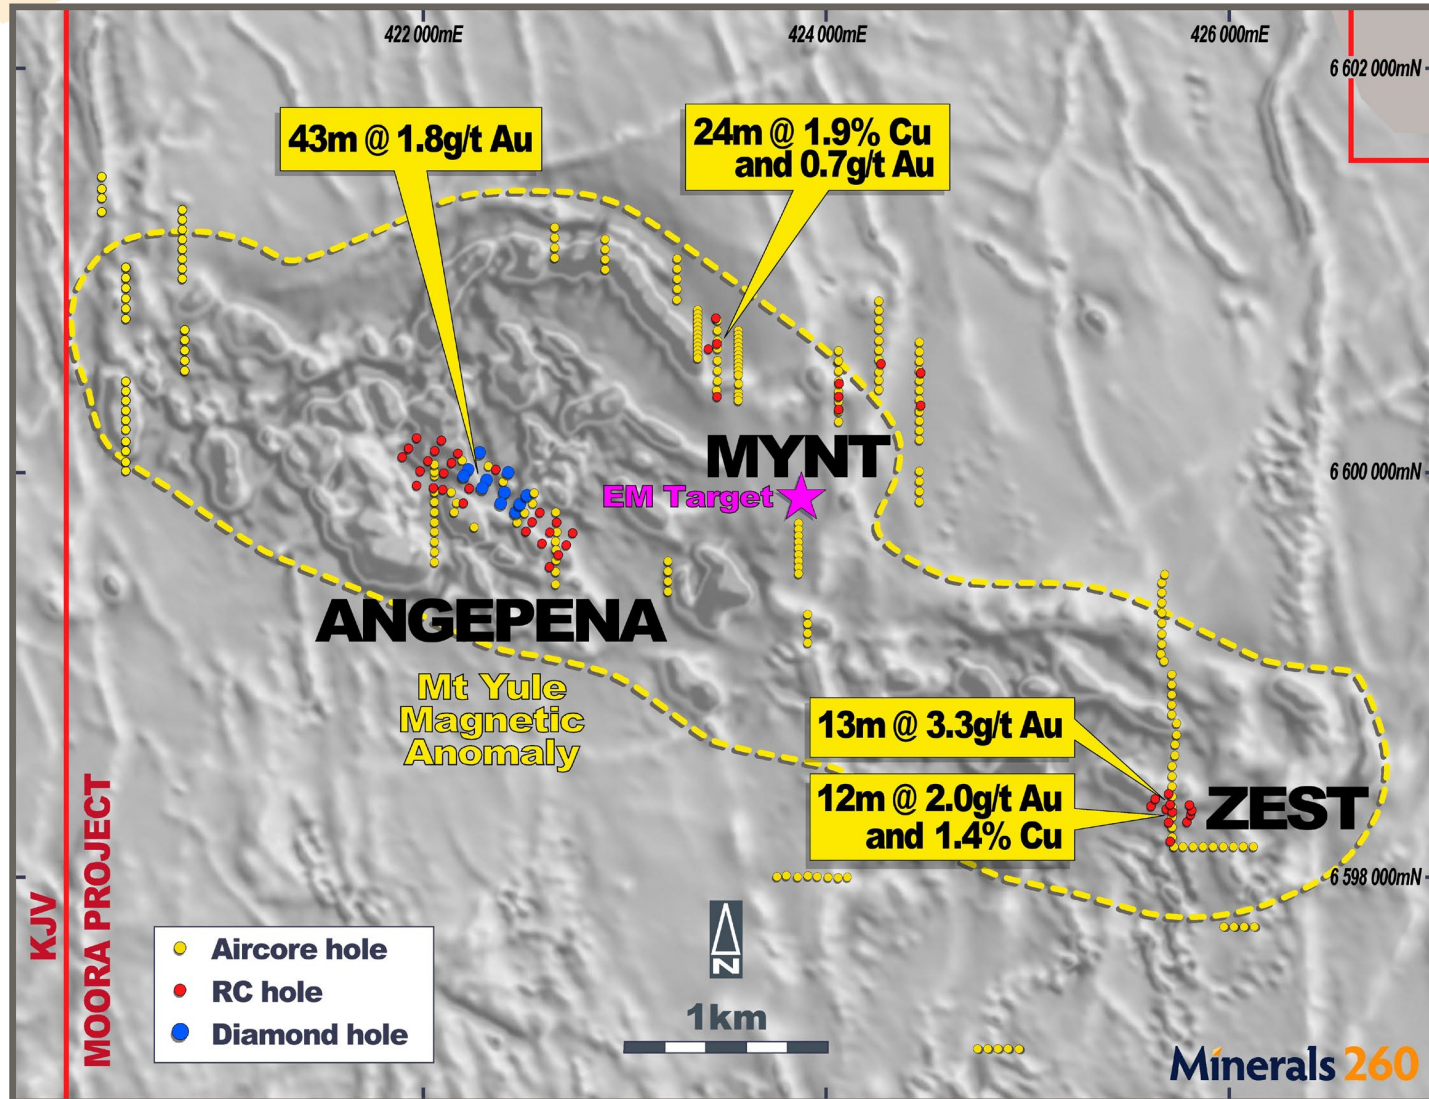 422 000mE
424 000mE
426 000mE
6 602 000mN
43m @ 1.8g/t Au
24m @ 1.9% Cu
and 0.7g/t Au
MYNT
6 600 000mN
EM Target
ANGEPENA
Mt Yule
Magnetic
Anomaly
13m @ 3.3g/t Au
12m @ 2.0g/t Au
and 1.4% Cu
ZEST
6 598 000mN
KJV
MOORA PROJECT
Aircore hole
RC hole
Diamond hole
N
1km
Minerals 260